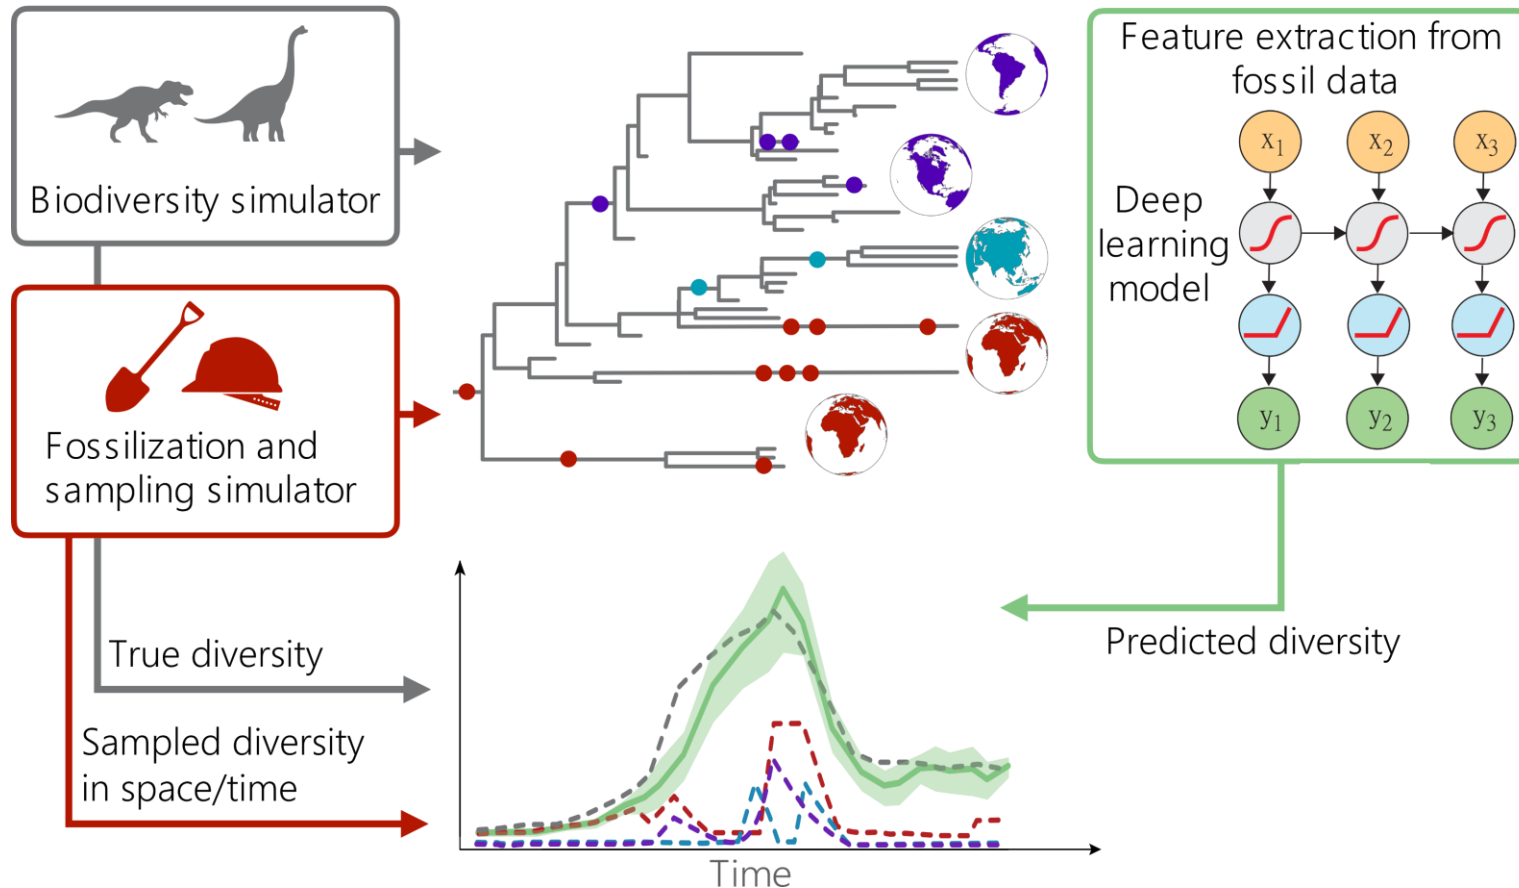 Biodiversity simulator
Fossilization and
sampling simulator
True diversity
Sampled diversity
in space/time
Feature extraction from
fossil data
Deep
learning
model
x1 x2 x3
y1 y2 y3
Predicted diversity
Time